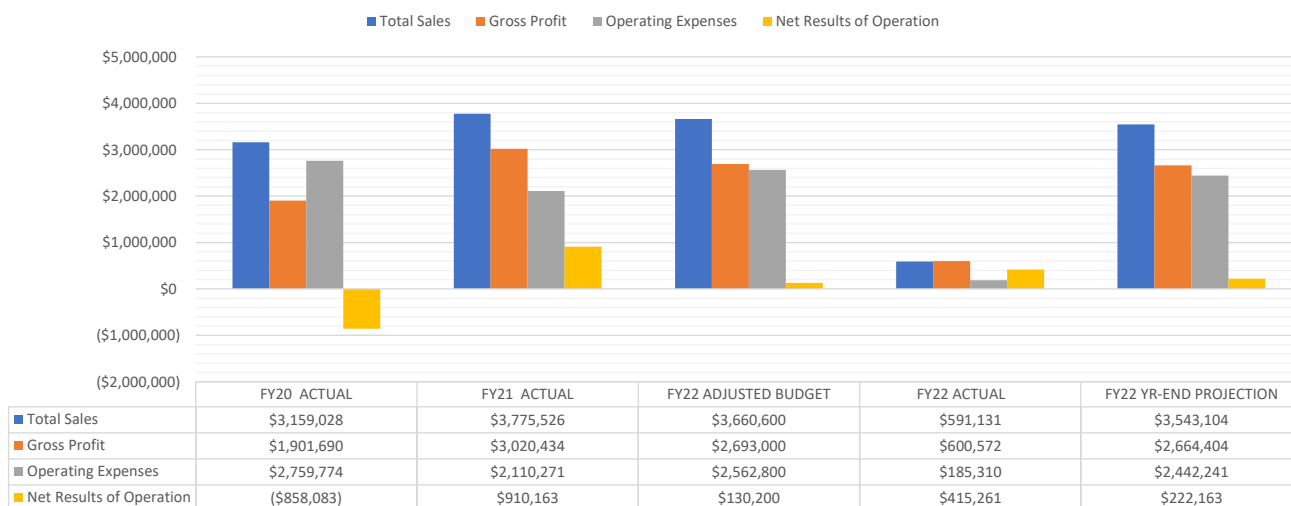 Total Sales Gross Profit Operating Expenses Net Results of Operation
$5,000,000
$4,000,000
$3,000,000
$2,000,000
$1,000,000
$0
($1,000,000)
($2,000,000)
FY20 ACTUAL FY21 ACTUAL FY22 ADJUSTED BUDGET FY22 ACTUAL FY22 YR-END PROJECTION
Total Sales $3,159,028 $3,775,526 $3,660,600 $591,131 $3,543,104
Gross Profit $1,901,690 $3,020,434 $2,693,000 $600,572 $2,664,404
Operating Expenses $2,759,774 $2,110,271 $2,562,800 $185,310 $2,442,241
Net Results of Operation ($858,083) $910,163 $130,200 $415,261 $222,163